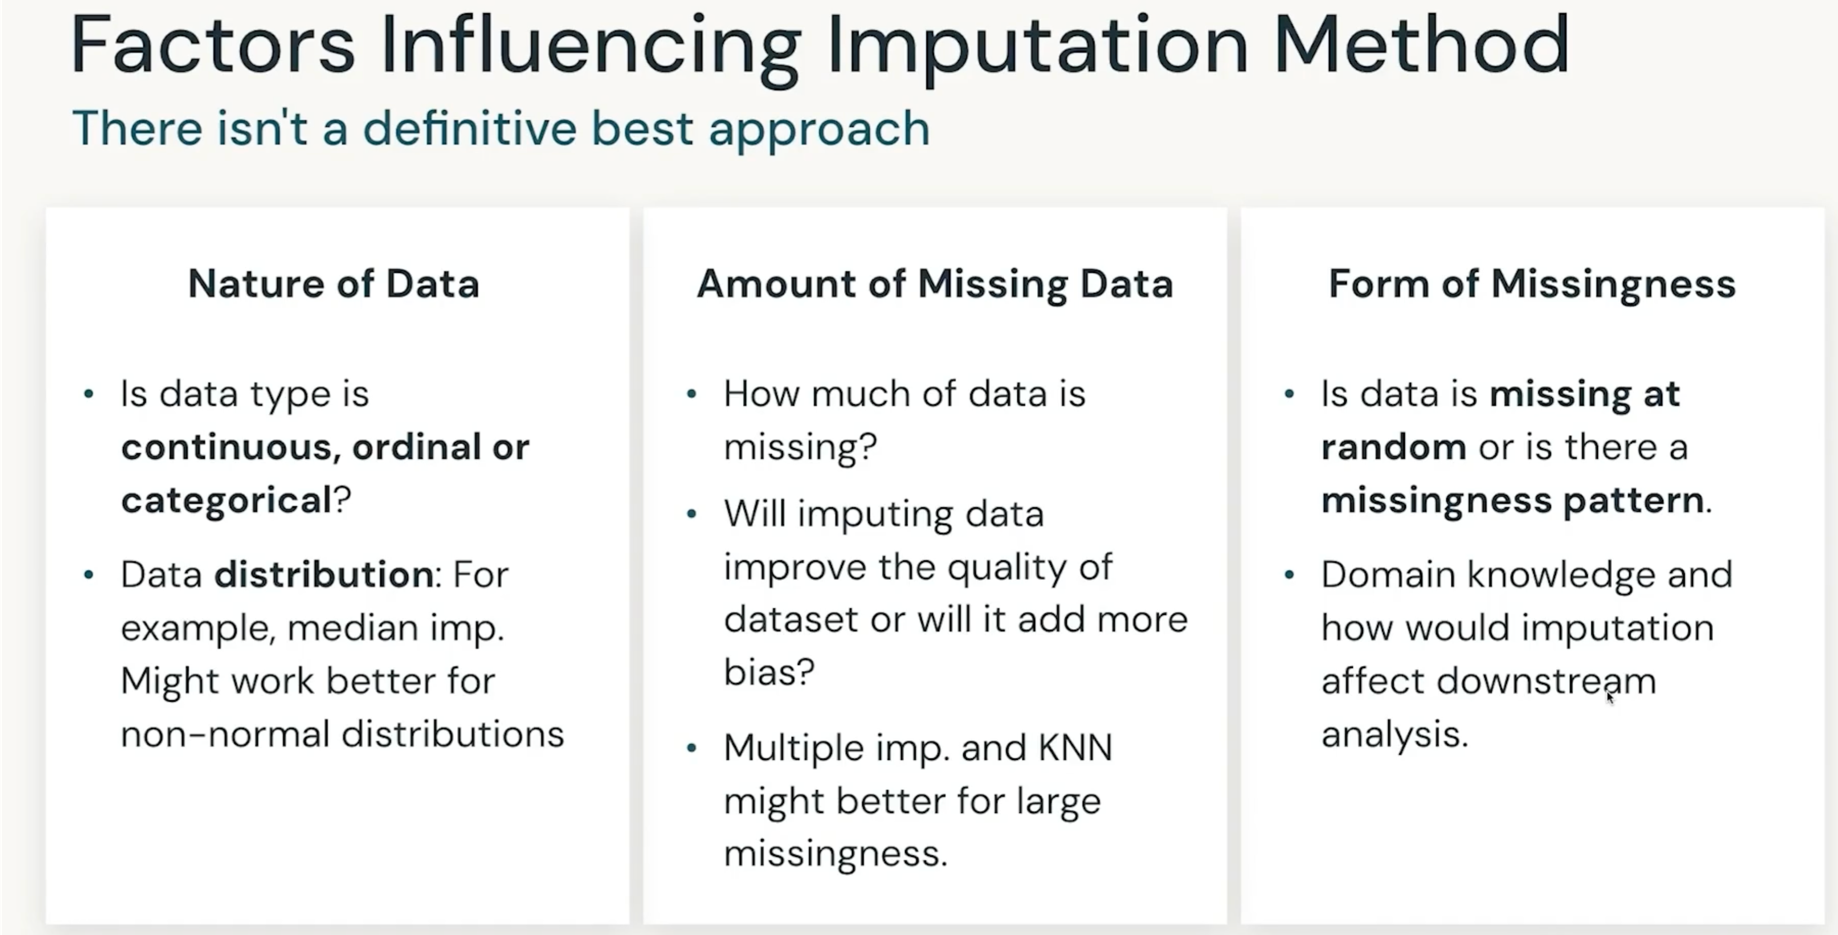 Factors Influencing Imputation Method
There isn't a definitive best approach
Nature of Data
• Is data type is
continuous, ordinal or
categorical?
• Data distribution: For
example, median imp.
Might work better for
non-normal distributions
Amount of Missing Data
• How much of data is
missing?
• Will imputing data
improve the quality of
dataset or will it add more
bias?
• Multiple imp. and KNN
might better for large
missingness.
Form of Missingness
• Is data is missing at
random or is there a
missingness pattern.
• Domain knowledge and
how would imputation
affect downstream
analysis.